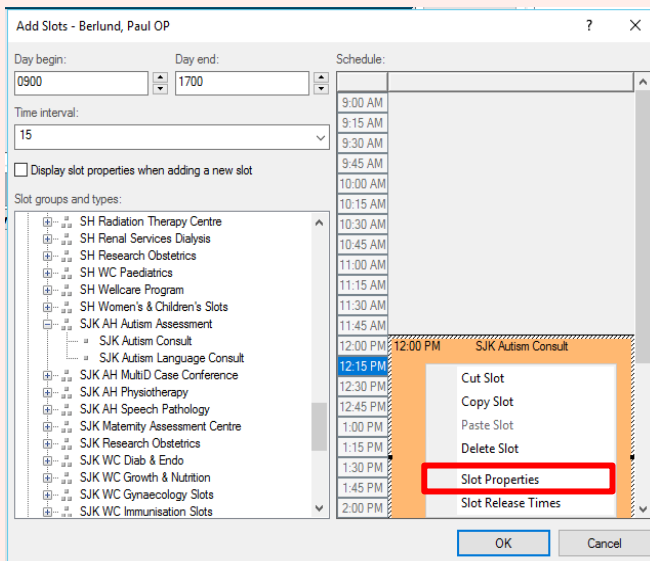 Add Slots - Berlund, Paul OP
? ×
Day begin: Day end: Schedule:
0900 1700
Time interval:
15
Display slot properties when adding a new slot
Slot groups and types:
SH Radiation Therapy Centre
SH Renal Services Dialysis
SH Research Obstetrics
SH WC Paediatrics
SH Wellcare Program
SH Women's & Children's Slots
SJK AH Autism Assessment
SJK Autism Consult
SJK Autism Language Consult
SJK AH MultiD Case Conference
SJK AH Physiotherapy
SJK AH Speech Pathology
SJK Maternity Assessment Centre
SJK Research Obstetrics
SJK WC Diab & Endo
SJK WC Growth & Nutrition
SJK WC Gynaecology Slots
SJK WC Immunisation Slots
9:00 AM
9:15 AM
9:30 AM
9:45 AM
10:00 AM
10:15 AM
10:30 AM
10:45 AM
11:00 AM
11:15 AM
11:30 AM
11:45 AM
12:00 PM 12:00 PM SJK Autism Consult
12:15 PM
12:30 PM
12:45 PM
1:00 PM
1:15 PM
1:30 PM
1:45 PM
2:00 PM
Cut Slot
Copy Slot
Paste Slot
Delete Slot
Slot Properties
Slot Release Times
OK Cancel